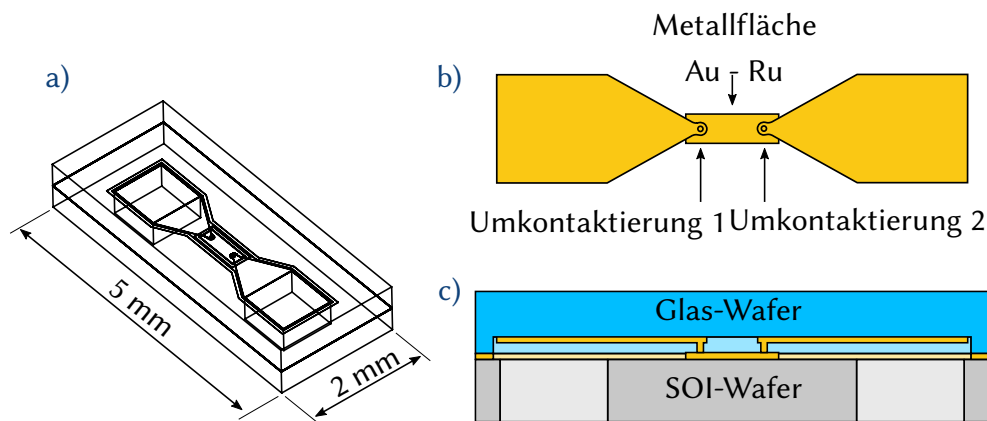 a)
5 mm
2 mm
b)
Metallfläche
Au - Ru
Umkontaktierung 1
Umkontaktierung 2
c)
Glas-Wafer
SOI-Wafer